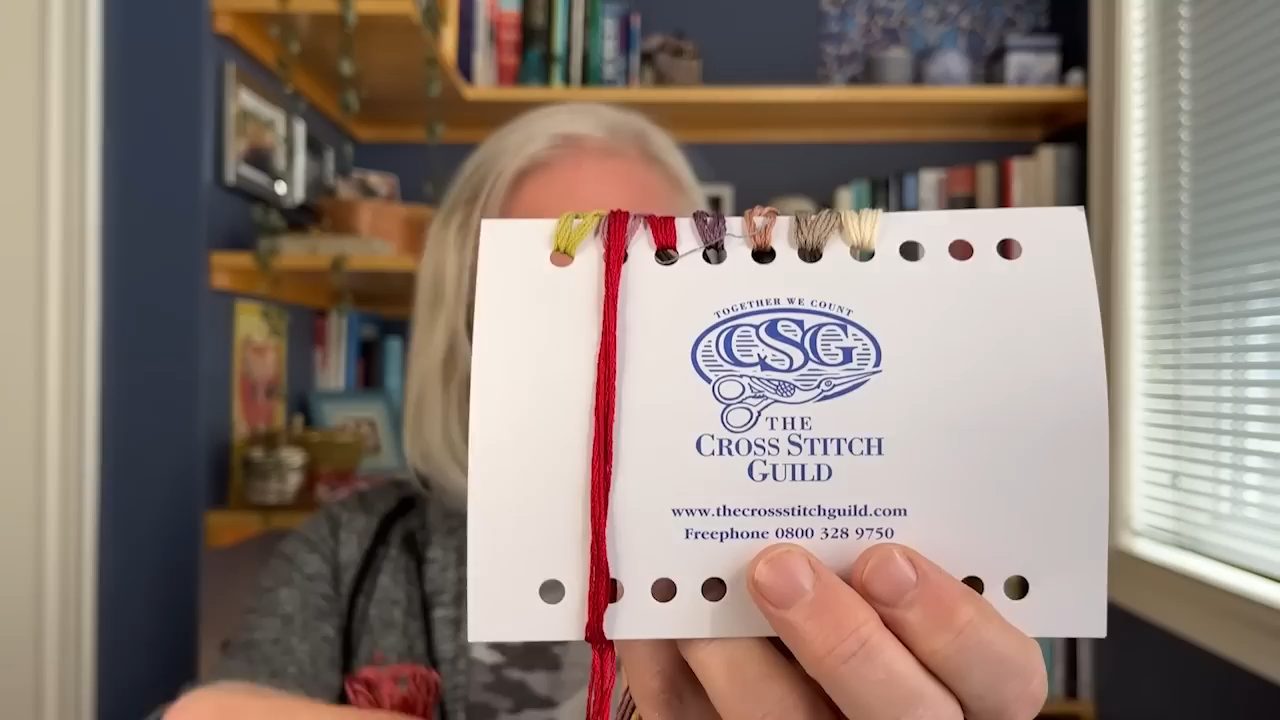 TOGETHER WE COUNT
CSG
THE
CROSS STITCH
GUILD
www.thecrossstitchguild.com
Freephone 0800 328 9750